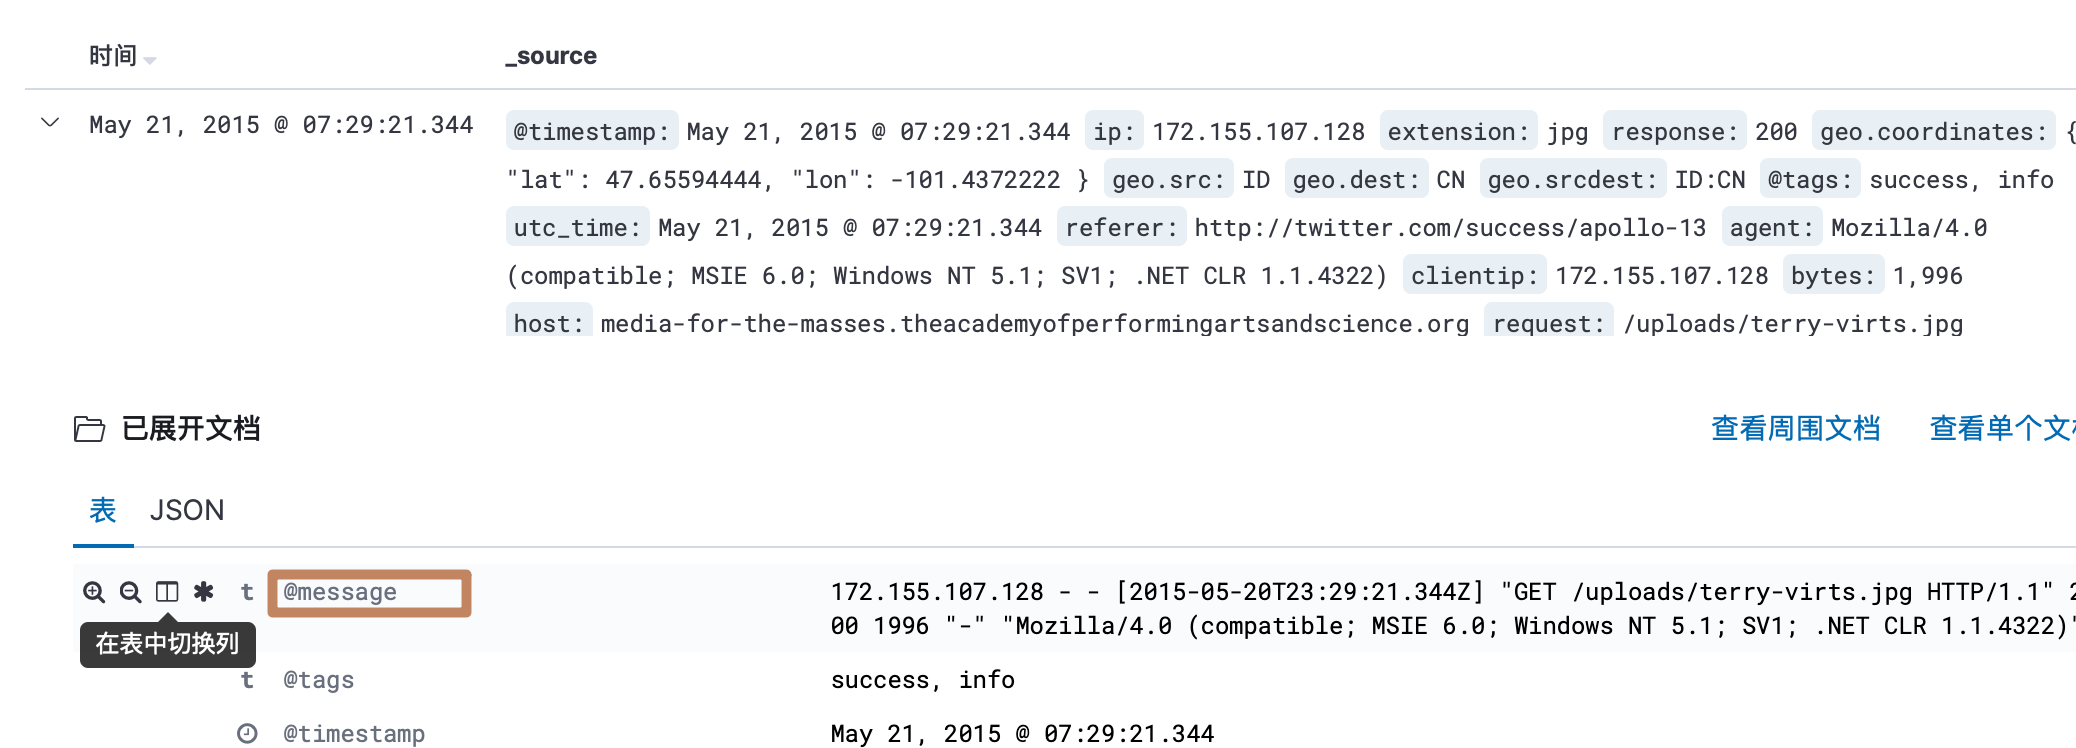 时间 _source
May 21, 2015 @ 07:29:21.344 @timestamp: May 21, 2015 @ 07:29:21.344 ip: 172.155.107.128 extension: jpg response: 200 geo.coordinates: {
"lat": 47.65594444, "lon": -101.4372222 } geo.src: ID geo.dest: CN geo.srcdest: ID:CN @tags: success, info
utc_time: May 21, 2015 @ 07:29:21.344 referer: http://twitter.com/success/apollo-13 agent: Mozilla/4.0
(compatible; MSIE 6.0; Windows NT 5.1; SV1; .NET CLR 1.1.4322) clientip: 172.155.107.128 bytes: 1,996
host: media-for-the-masses.theacademyofperformingartsandscience.org request: /uploads/terry-virts.jpg
已展开文档 查看周围文档 查看单个文
表 JSON
t @message 172.155.107.128 - - [2015-05-20T23:29:21.344Z] "GET /uploads/terry-virts.jpg HTTP/1.1" 2
00 1996 "-" "Mozilla/4.0 (compatible; MSIE 6.0; Windows NT 5.1; SV1; .NET CLR 1.1.4322)"
在表中切换列
t @tags success, info
@timestamp May 21, 2015 @ 07:29:21.344